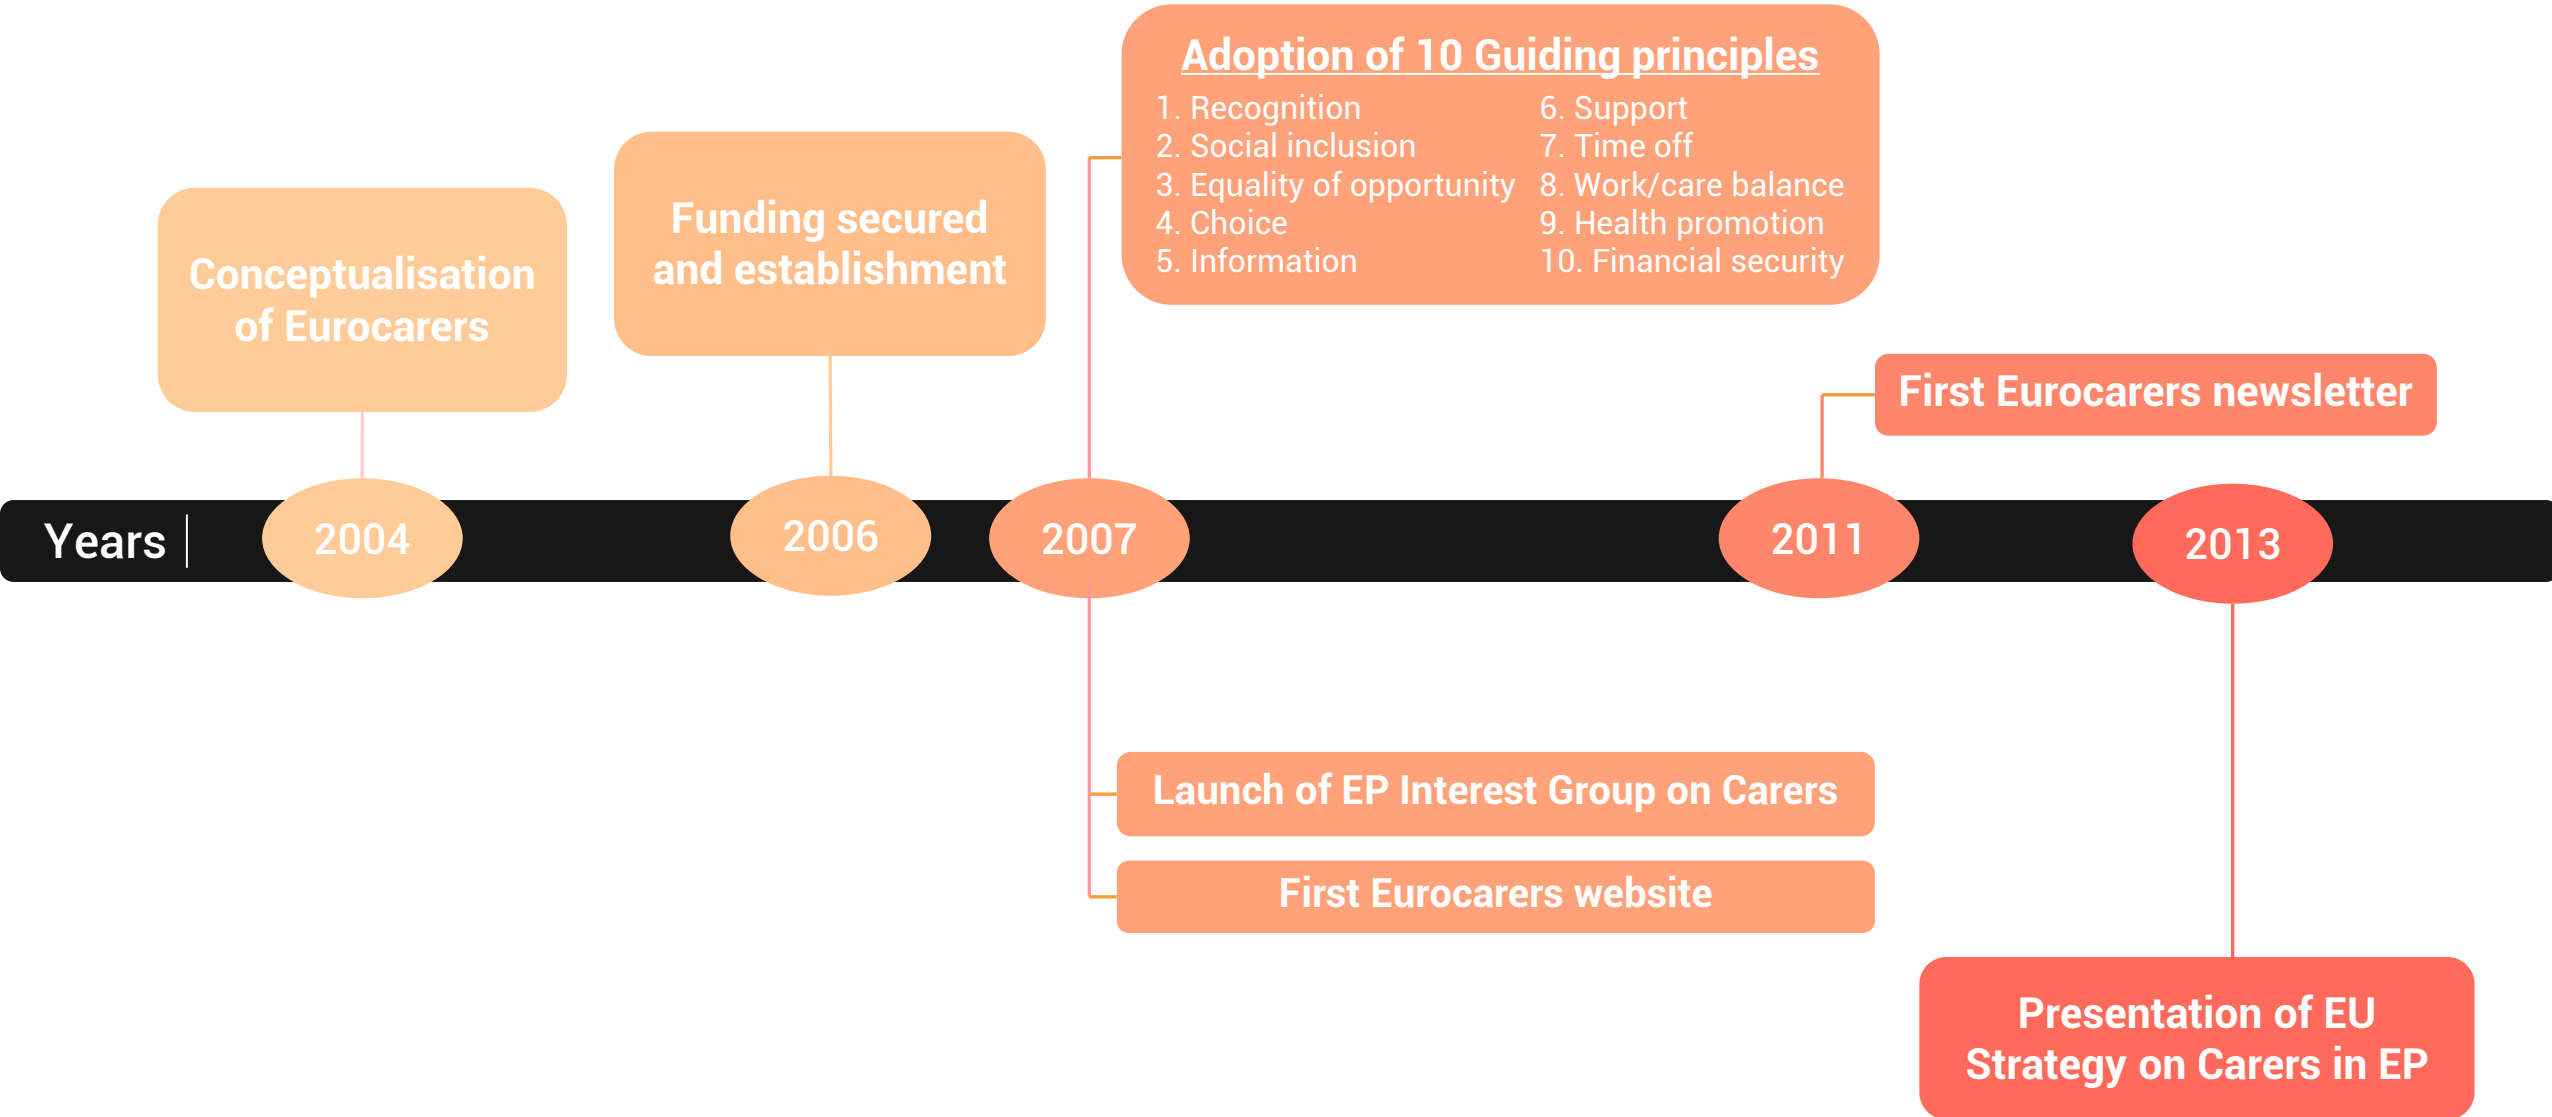 Adoption of 10 Guiding principles
1. Recognition
2. Social inclusion
3. Equality of opportunity
4. Choice
5. Information
6. Support
7. Time off
8. Work/care balance
9. Health promotion
10. Financial security
Funding secured
and establishment
Conceptualisation
of Eurocarers
First Eurocarers newsletter
Years
2004
2006
2007
2011
2013
Launch of EP Interest Group on Carers
First Eurocarers website
Presentation of EU
Strategy on Carers in EP